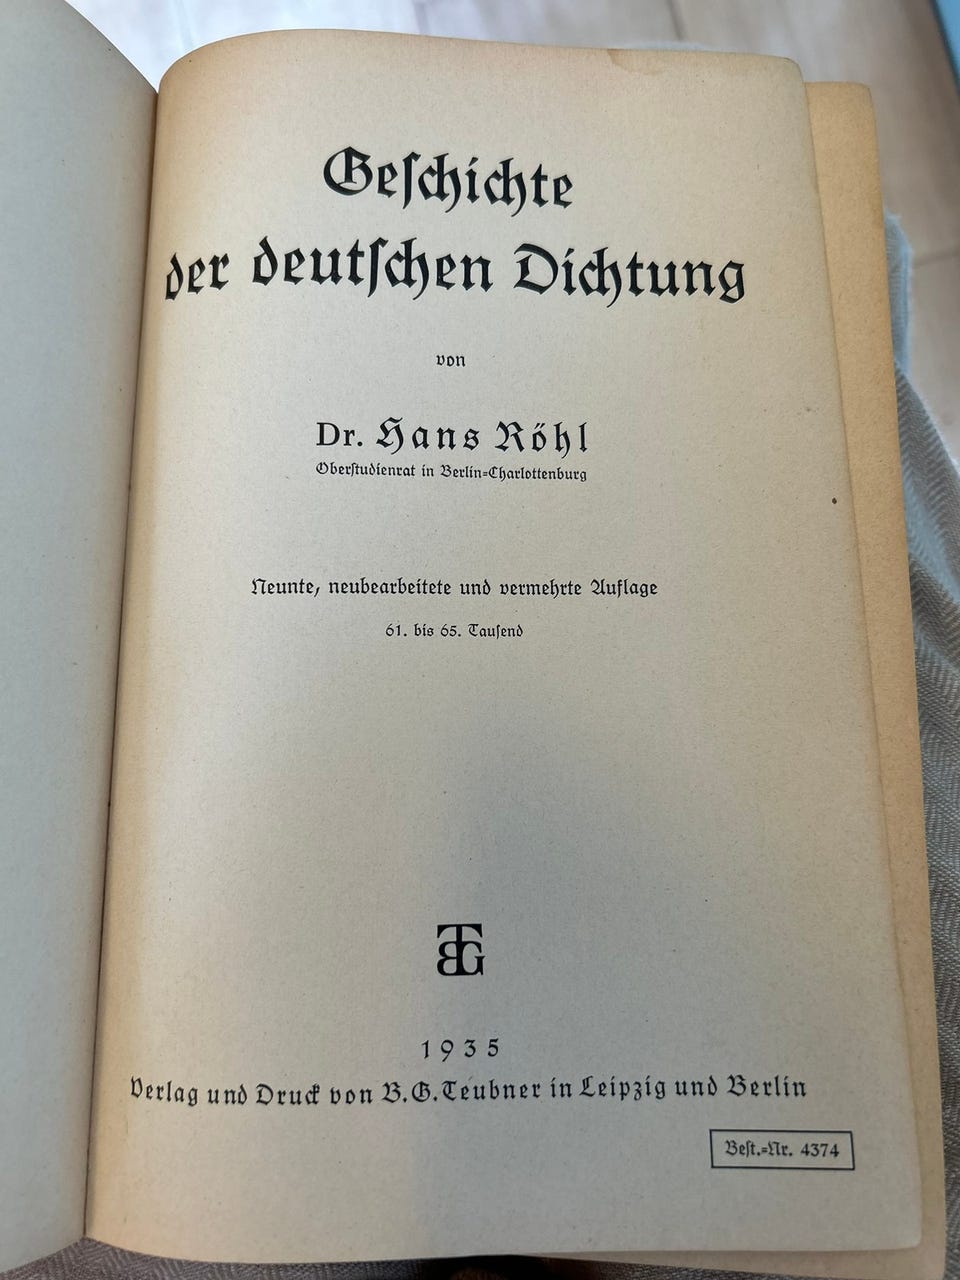 Geſchichte
der deutſchen Dichtung
von
Dr. Hans Röhl
Oberſtudienrat in Berlin=Charlottenburg
Neunte, neubearbeitete und vermehrte Auflage
61. bis 65. Tauſend
BTG
1935
Verlag und Druck von B. G. Teubner in Leipzig und Berlin
Beſt.=Nr. 4374